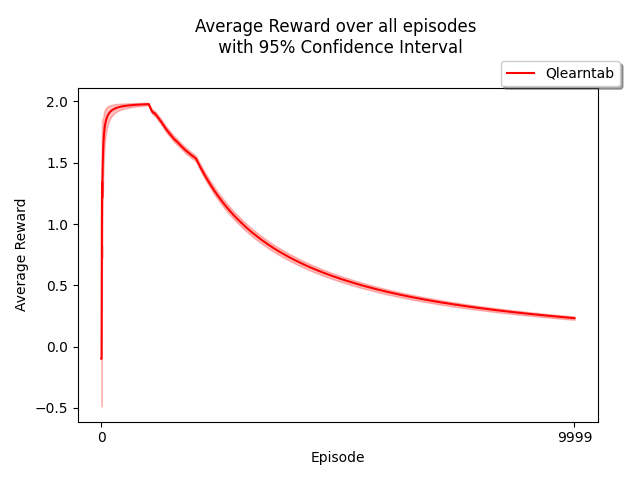 Average Reward over all episodes
with 95% Confidence Interval
Qlearntab
2.0
1.5
1.0
0.5
0.0
−0.5
Average Reward
0
9999
Episode